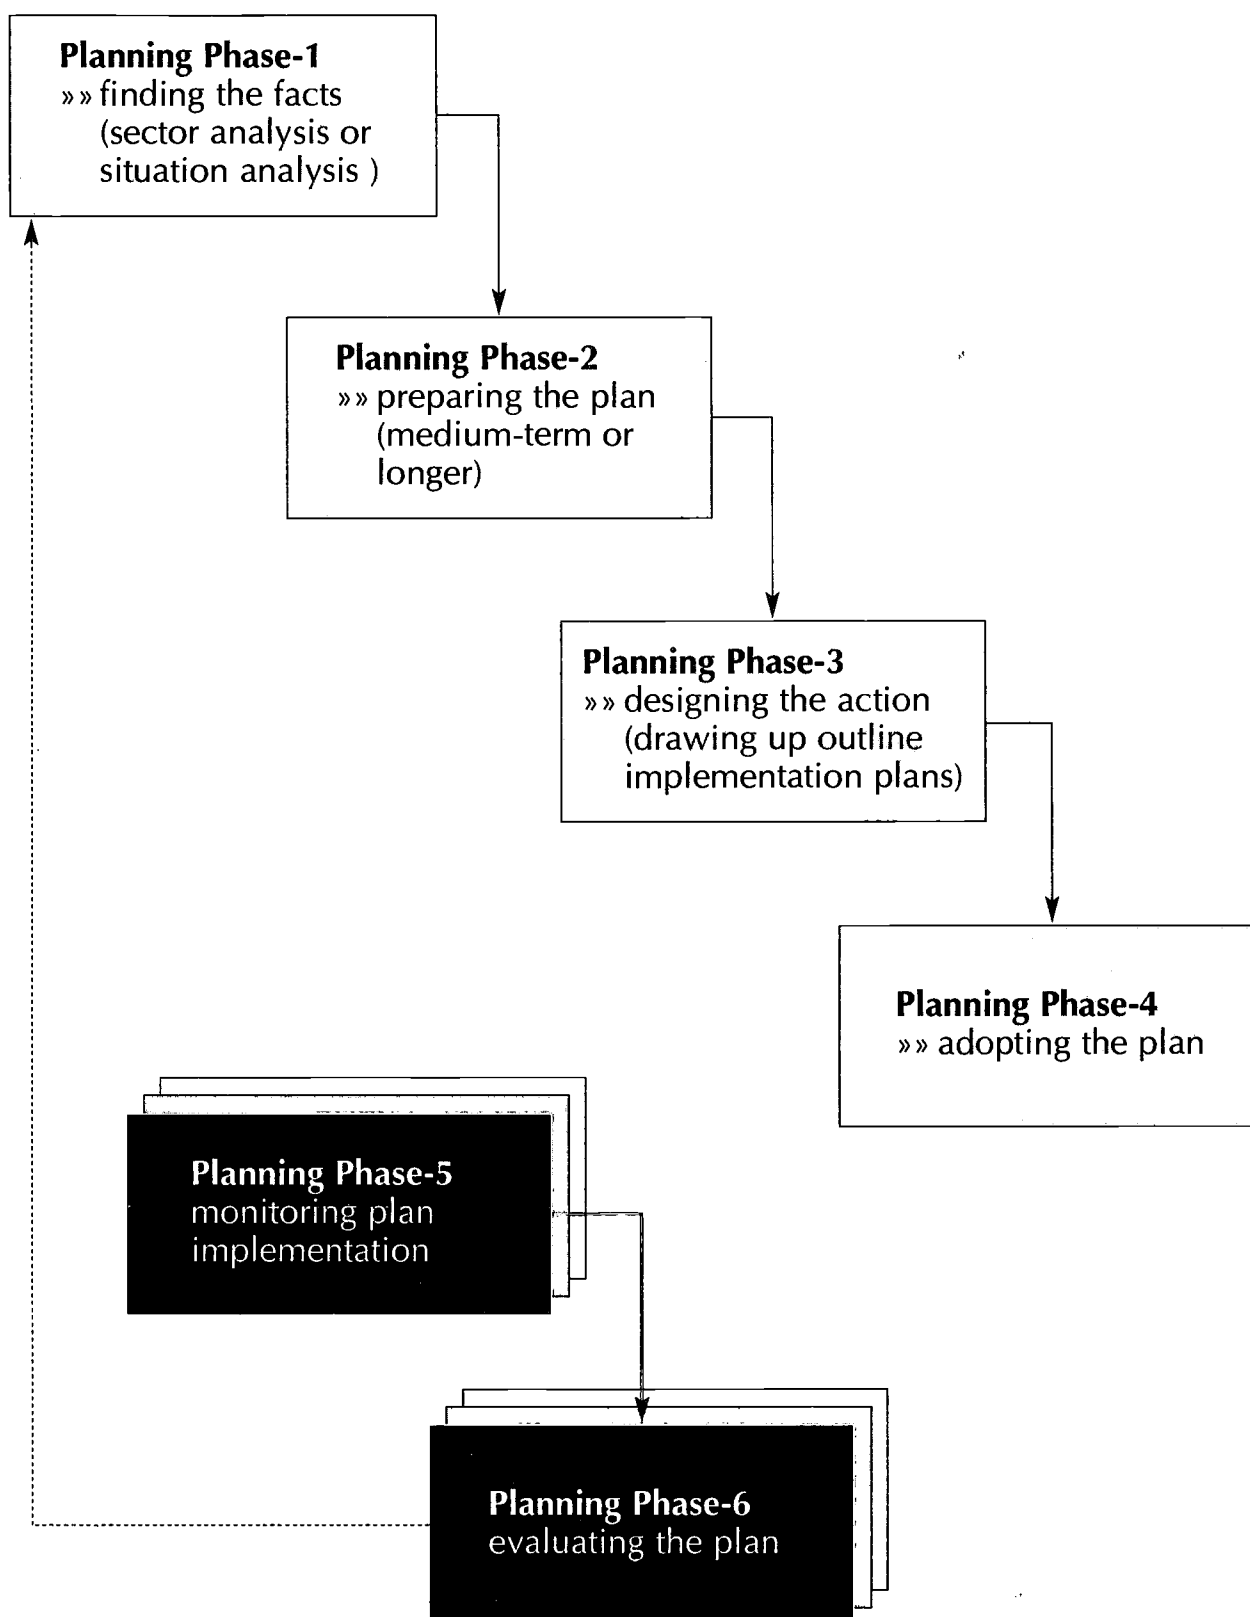 Planning Phase-1
»» finding the facts
(sector analysis or
situation analysis )
Planning Phase-2
»» preparing the plan
(medium-term or
longer)
Planning Phase-3
»» designing the action
(drawing up outline
implementation plans)
Planning Phase-4
»» adopting the plan
Planning Phase-5
monitoring plan
implementation
Planning Phase-6
evaluating the plan